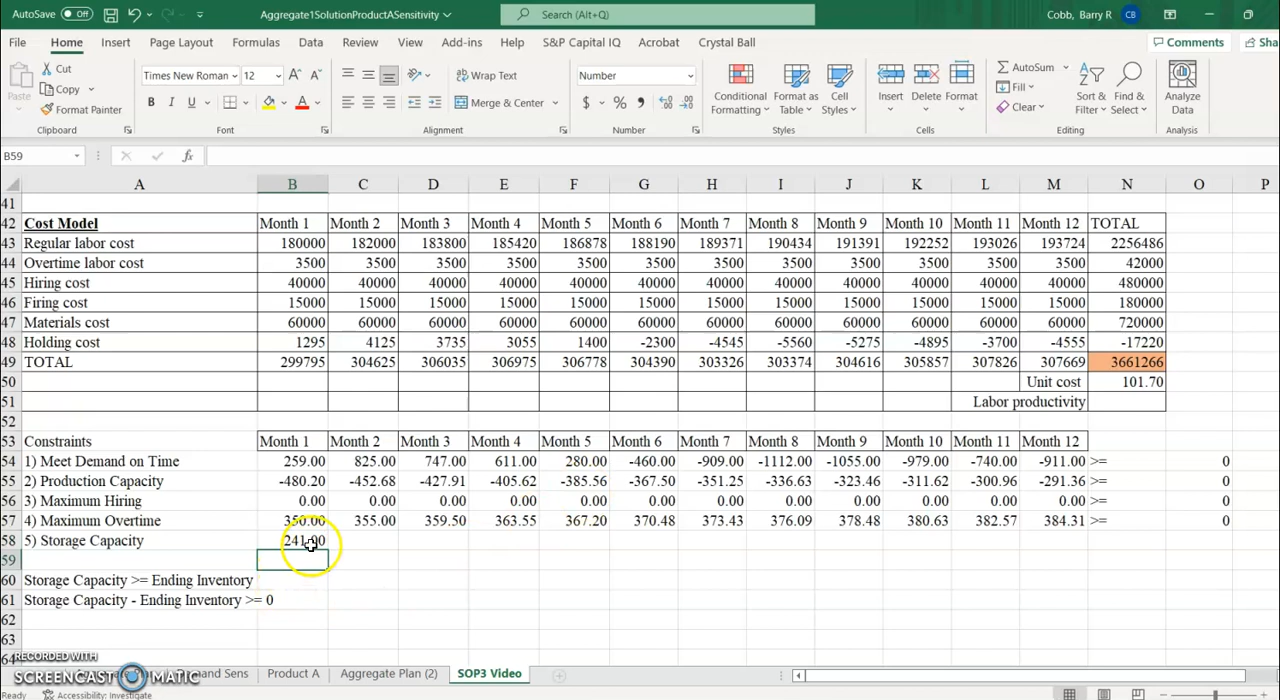 AutoSave Off AggregateSolutionProductASensitivity Search (Alt+Q) Cobb, Barry R CB
File Home Insert Page Layout Formulas Data Review View Add-ins Help S&P Capital IQ Acrobat Crystal Ball Comments Sha
Paste Cut Copy Format Painter Times New Roman 12 Wrap Text Merge & Center Number Conditional Formatting Format as Table Cell Styles Insert Delete Format AutoSum Fill Clear Sort & Filter Find & Select Analyze Data
Clipboard Font Alignment Number Styles Cells Editing Analysis
B59 fx
A B C D E F G H I J K L M N O P
41
42 Cost Model Month 1 Month 2 Month 3 Month 4 Month 5 Month 6 Month 7 Month 8 Month 9 Month 10 Month 11 Month 12 TOTAL
43 Regular labor cost 180000 182000 183800 185420 186878 188190 189371 190434 191391 192252 193026 193724 2256486
44 Overtime labor cost 3500 3500 3500 3500 3500 3500 3500 3500 3500 3500 3500 3500 42000
45 Hiring cost 40000 40000 40000 40000 40000 40000 40000 40000 40000 40000 40000 40000 480000
46 Firing cost 15000 15000 15000 15000 15000 15000 15000 15000 15000 15000 15000 15000 180000
47 Materials cost 60000 60000 60000 60000 60000 60000 60000 60000 60000 60000 60000 60000 720000
48 Holding cost 1295 4125 3735 3055 1400 -2300 -4545 -5560 -5275 -4895 -3700 -4555 -17220
49 TOTAL 299795 304625 306035 306975 306778 304390 303326 303374 304616 305857 307826 307669 3661266
50 Unit cost 101.70
51 Labor productivity
52
53 Constraints Month 1 Month 2 Month 3 Month 4 Month 5 Month 6 Month 7 Month 8 Month 9 Month 10 Month 11 Month 12
54 1) Meet Demand on Time 259.00 825.00 747.00 611.00 280.00 -460.00 -909.00 -1112.00 -1055.00 -979.00 -740.00 -911.00 >= 0
55 2) Production Capacity -480.20 -452.68 -427.91 -405.62 -385.56 -367.50 -351.25 -336.63 -323.46 -311.62 -300.96 -291.36 >= 0
56 3) Maximum Hiring 0.00 0.00 0.00 0.00 0.00 0.00 0.00 0.00 0.00 0.00 0.00 0.00 >= 0
57 4) Maximum Overtime 350.00 355.00 359.50 363.55 367.20 370.48 373.43 376.09 378.48 380.63 382.57 384.31 >= 0
58 5) Storage Capacity 241.00
59
60 Storage Capacity >= Ending Inventory
61 Storage Capacity - Ending Inventory >= 0
62
63
64
RECORDED WITH
SCREENCAST MATIC
Demand Sens Product A Aggregate Plan (2) SOP3 Video
Ready Accessibility: Investigate